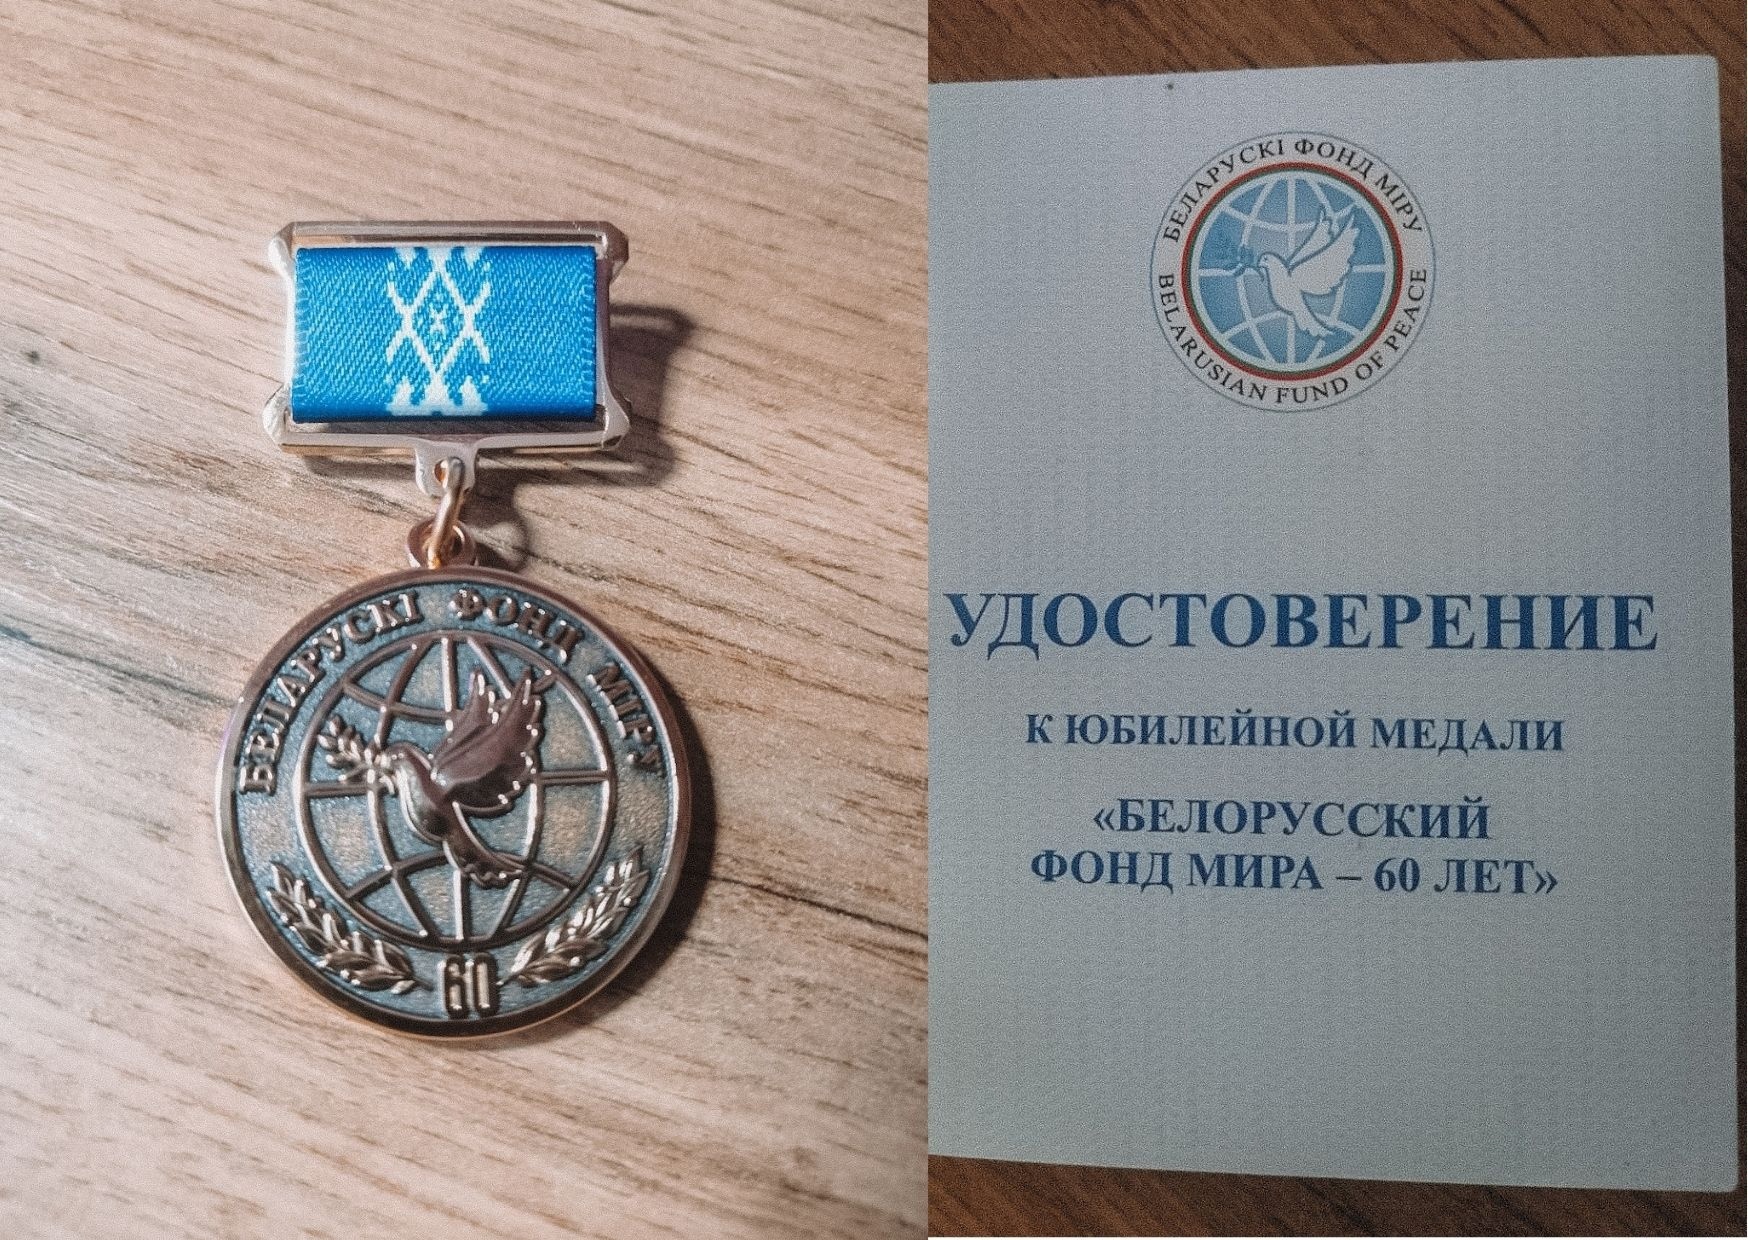 БЕЛАРУСКІ ФОНД МІРУ
60
БЕЛАРУСКІ ФОНД МІРУ
BELARUSIAN FUND OF PEACE
УДОСТОВЕРЕНИЕ
К ЮБИЛЕЙНОЙ МЕДАЛИ
«БЕЛОРУССКИЙ
ФОНД МИРА – 60 ЛЕТ»